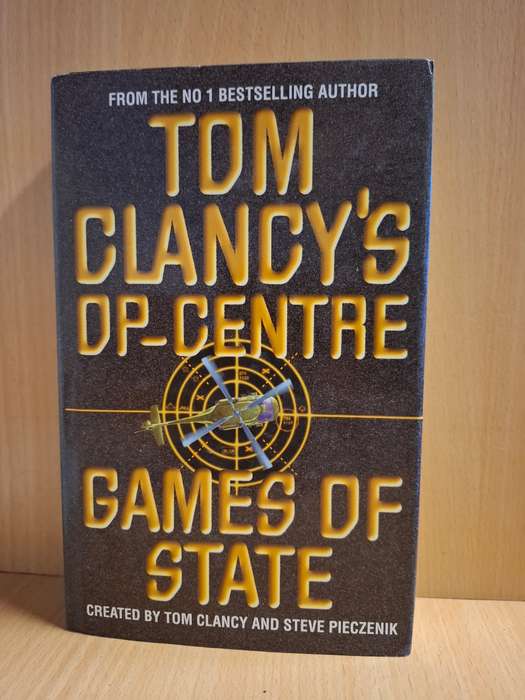 FROM THE NO 1 BESTSELLING AUTHOR
TOM
CLANCY'S
OP-CENTRE
GAMES OF
STATE
CREATED BY TOM CLANCY AND STEVE PIECZENIK